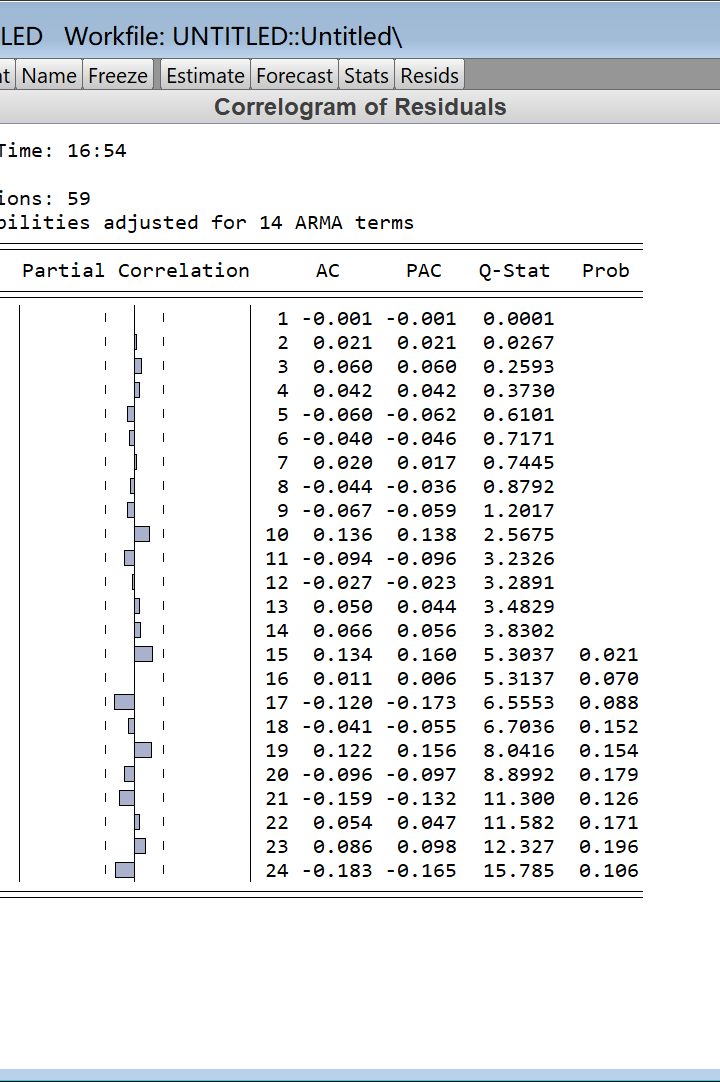 LED Workfile: UNTITLED::Untitled\
t Name Freeze Estimate Forecast Stats Resids
Correlogram of Residuals
Time: 16:54
ions: 59
bilities adjusted for 14 ARMA terms
Partial Correlation AC PAC Q-Stat Prob
1 -0.001 -0.001 0.0001
2 0.021 0.021 0.0267
3 0.060 0.060 0.2593
4 0.042 0.042 0.3730
5 -0.060 -0.062 0.6101
6 -0.040 -0.046 0.7171
7 0.020 0.017 0.7445
8 -0.044 -0.036 0.8792
9 -0.067 -0.059 1.2017
10 0.136 0.138 2.5675
11 -0.094 -0.096 3.2326
12 -0.027 -0.023 3.2891
13 0.050 0.044 3.4829
14 0.066 0.056 3.8302
15 0.134 0.160 5.3037 0.021
16 0.011 0.006 5.3137 0.070
17 -0.120 -0.173 6.5553 0.088
18 -0.041 -0.055 6.7036 0.152
19 0.122 0.156 8.0416 0.154
20 -0.096 -0.097 8.8992 0.179
21 -0.159 -0.132 11.300 0.126
22 0.054 0.047 11.582 0.171
23 0.086 0.098 12.327 0.196
24 -0.183 -0.165 15.785 0.106